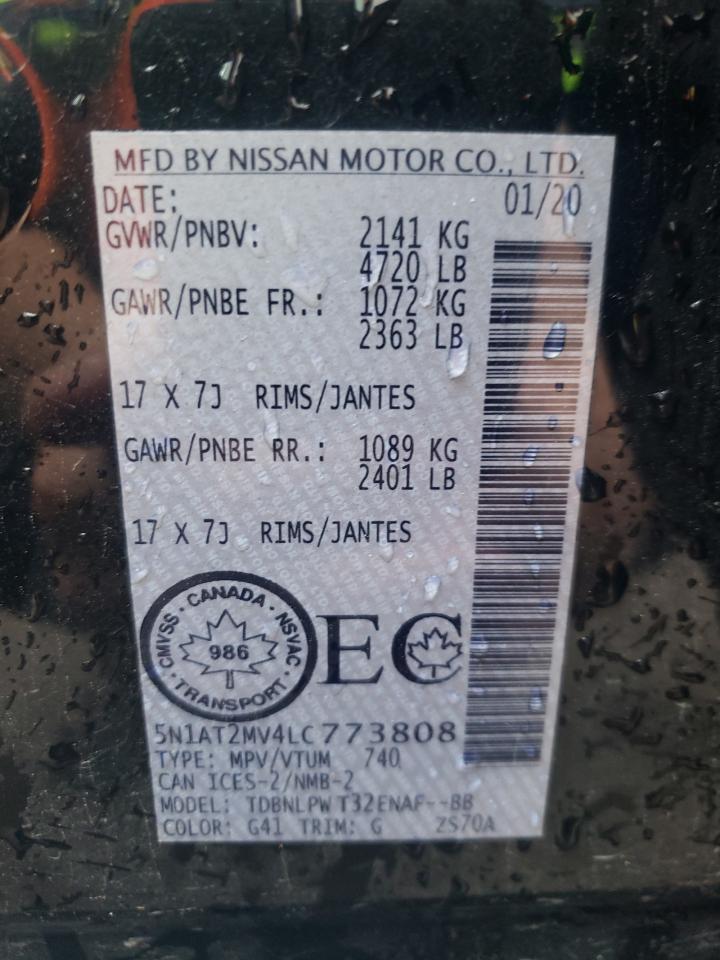 MFD BY NISSAN MOTOR CO., LTD.
DATE: 01/20
GVWR/PNBV: 2141 KG
4720 LB
GAWR/PNBE FR.: 1072 KG
2363 LB
17 X 7J RIMS/JANTES
GAWR/PNBE RR.: 1089 KG
2401 LB
17 X 7J RIMS/JANTES
CMVSS · CANADA · NSVAC · TRANSPORT ·
986
EC
5N1AT2MV4LC773808
TYPE: MPV/VTUM 740
CAN ICES-2/NMB-2
MODEL: TDBNLPW T32ENAF--BB
COLOR: G41 TRIM: G ZS70A